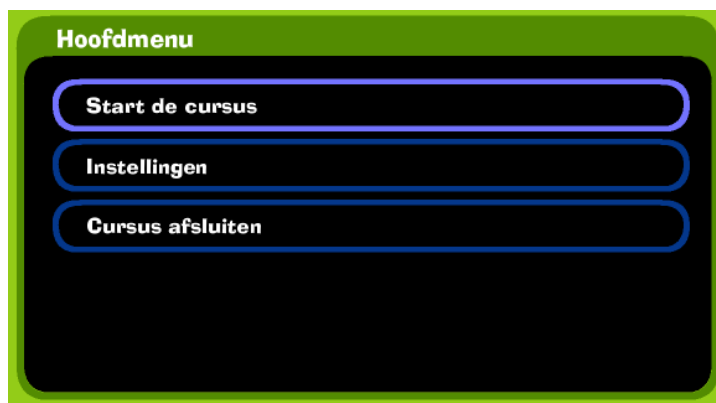 Hoofdmenu
Start de cursus
Instellingen
Cursus afsluiten